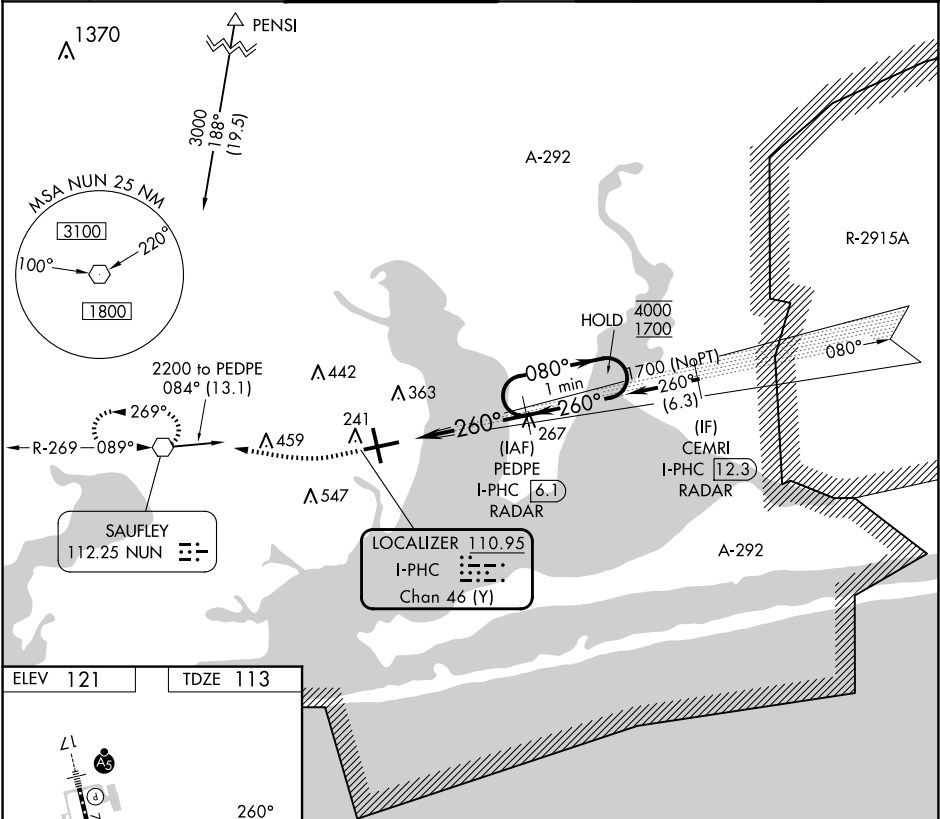 1370
PENSI
3000
188°
(19.5)
A-292
MSA NUN 25 NM
3100
220°
100°
1800
R-2915A
HOLD
4000
1700
2200 to PEDPE
084° (13.1)
442
363
080°
1 min
260°
1700 (NoPT)
260°
(6.3)
080°
269°
R-269
089°
459
241
260°
267
547
(IAF)
PEDPE
I-PHC 6.1
RADAR
(IF)
CEMRI
I-PHC 12.3
RADAR
SAUFLEY
112.25 NUN
LOCALIZER 110.95
I-PHC
Chan 46 (Y)
A-292
ELEV 121
TDZE 113
17
A5
P
7
260°